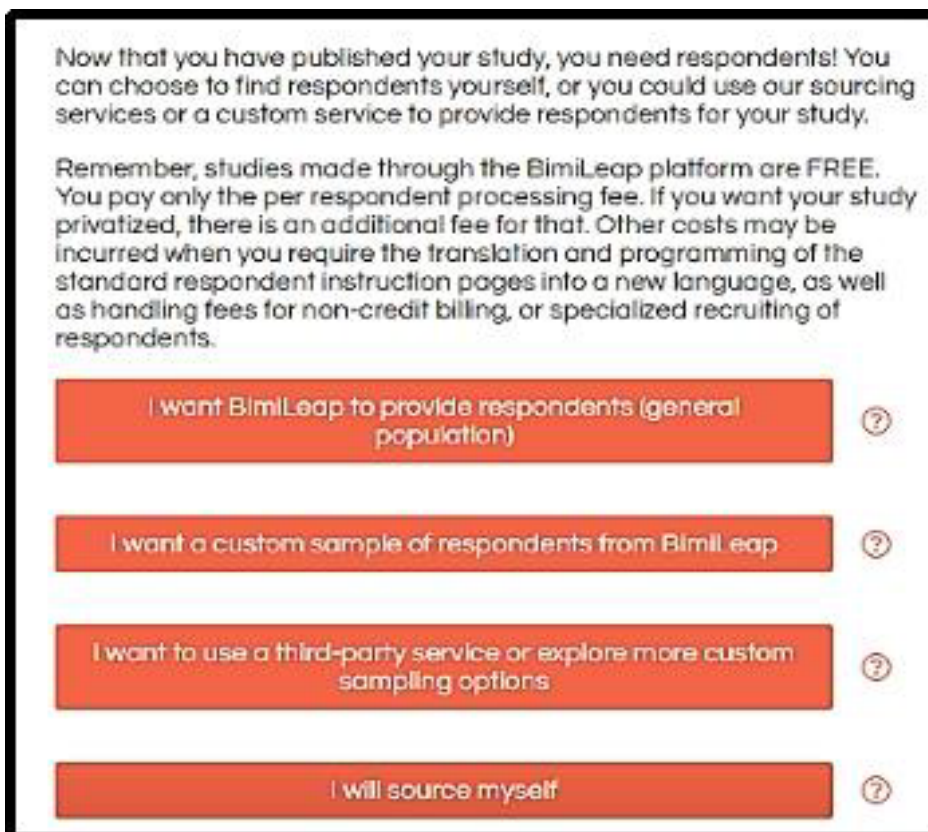 Now that you have published your study, you need respondents! You
can choose to find respondents yourself, or you could use our sourcing
services or a custom service to provide respondents for your study.
Remember, studies made through the BimiLeap platform are FREE.
You pay only the per respondent processing fee. If you want your study
privatized, there is an additional fee for that. Other costs may be
incurred when you require the translation and programming of the
standard respondent instruction pages into a new language, as well
as handling fees for non-credit billing, or specialized recruiting of
respondents.
I want BimiLeap to provide respondents (general
population)
?
I want a custom sample of respondents from BimiLeap
?
I want to use a third-party service or explore more custom
sampling options
?
I will source myself
?